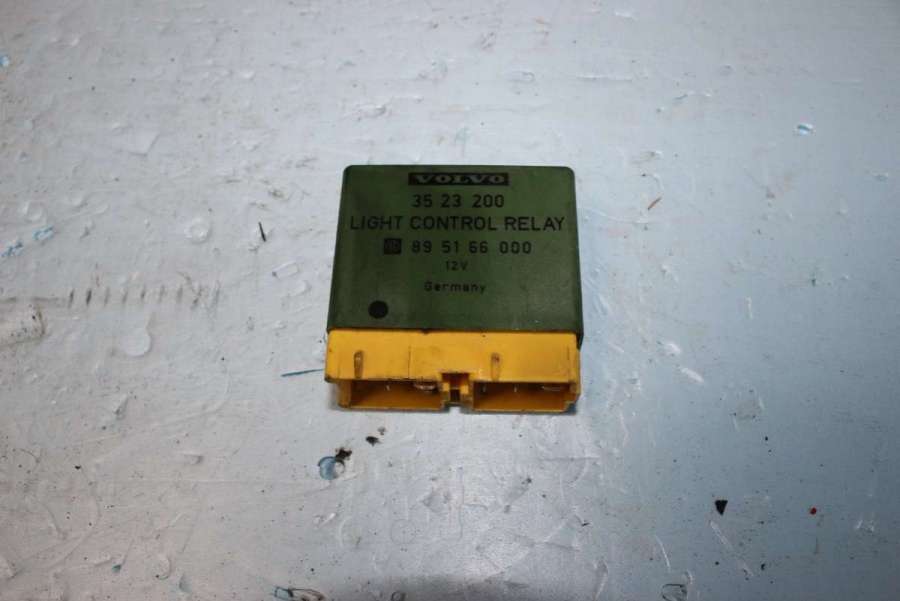 VOLVO
35 23 200
LIGHT CONTROL RELAY
89 51 66 000
12V
Germany